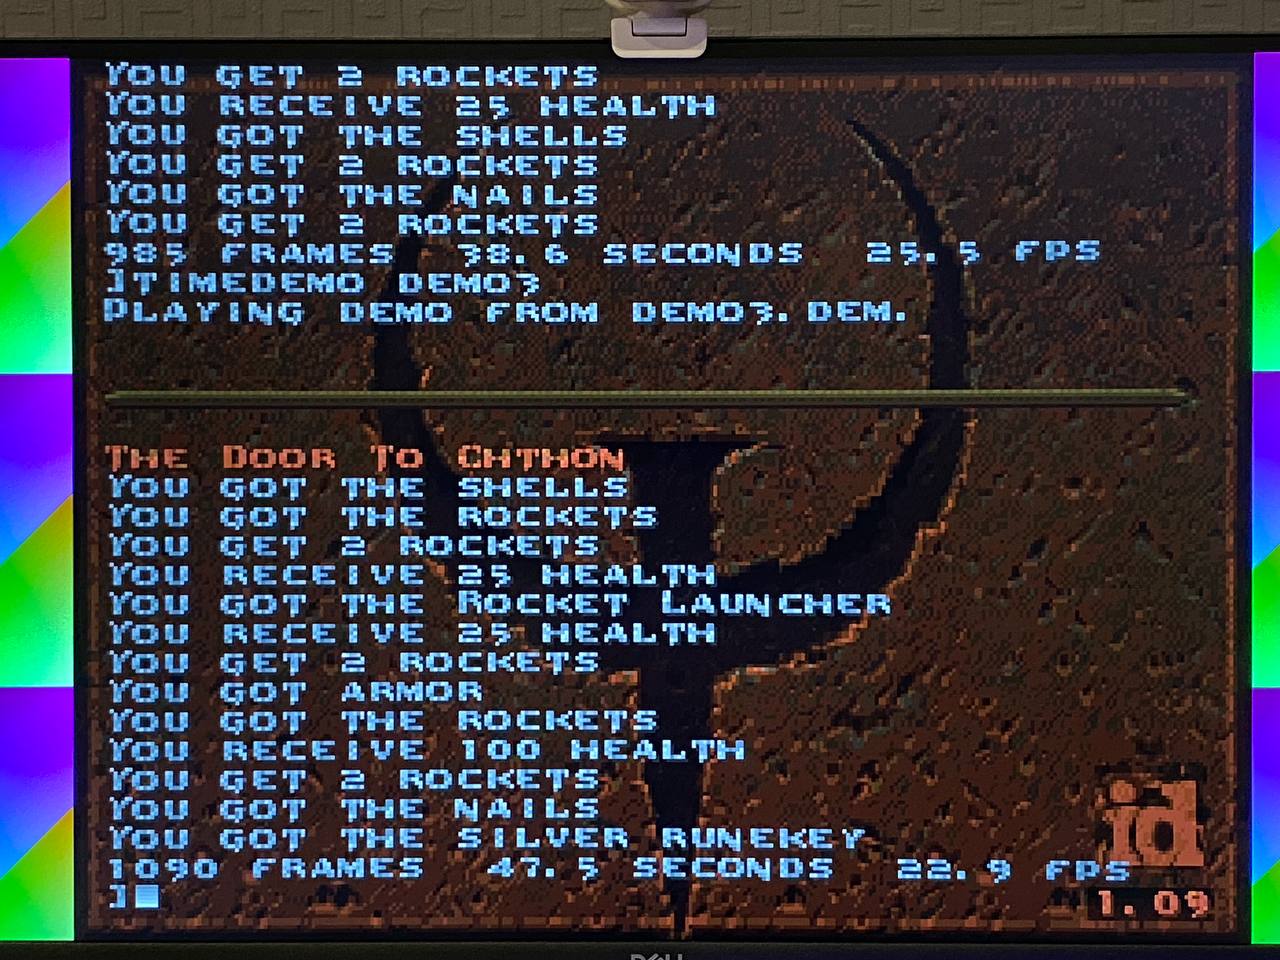 YOU GET 2 ROCKETS
YOU RECEIVE 25 HEALTH
YOU GOT THE SHELLS
YOU GET 2 ROCKETS
YOU GOT THE NAILS
YOU GET 2 ROCKETS
985 FRAMES 38.6 SECONDS 25.5 FPS
]TIMEDEMO DEMO3
PLAYING DEMO FROM DEMO3.DEM.
THE DOOR TO CHTHON
YOU GOT THE SHELLS
YOU GOT THE ROCKETS
YOU GET 2 ROCKETS
YOU RECEIVE 25 HEALTH
YOU GOT THE ROCKET LAUNCHER
YOU RECEIVE 25 HEALTH
YOU GET 2 ROCKETS
YOU GOT ARMOR
YOU GOT THE ROCKETS
YOU RECEIVE 100 HEALTH
YOU GET 2 ROCKETS
YOU GOT THE NAILS
YOU GOT THE SILVER RUNEKEY
1090 FRAMES 47.5 SECONDS 22.9 FPS
]
id
1.09
DELL